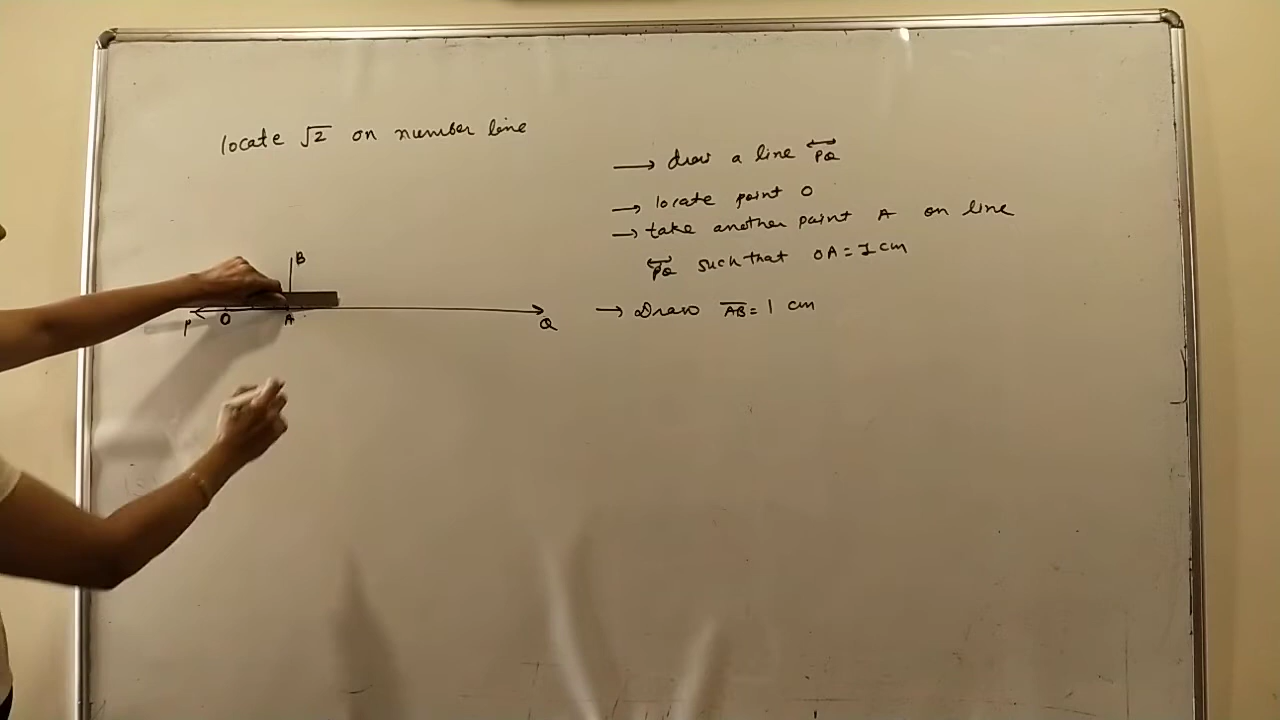 locate √2 on number line
→ draw a line P͟Q͟
→ locate point O
→ take another point A on line
PQ such that OA = 1 cm
→ Draw AB = 1 cm
B
P O A Q